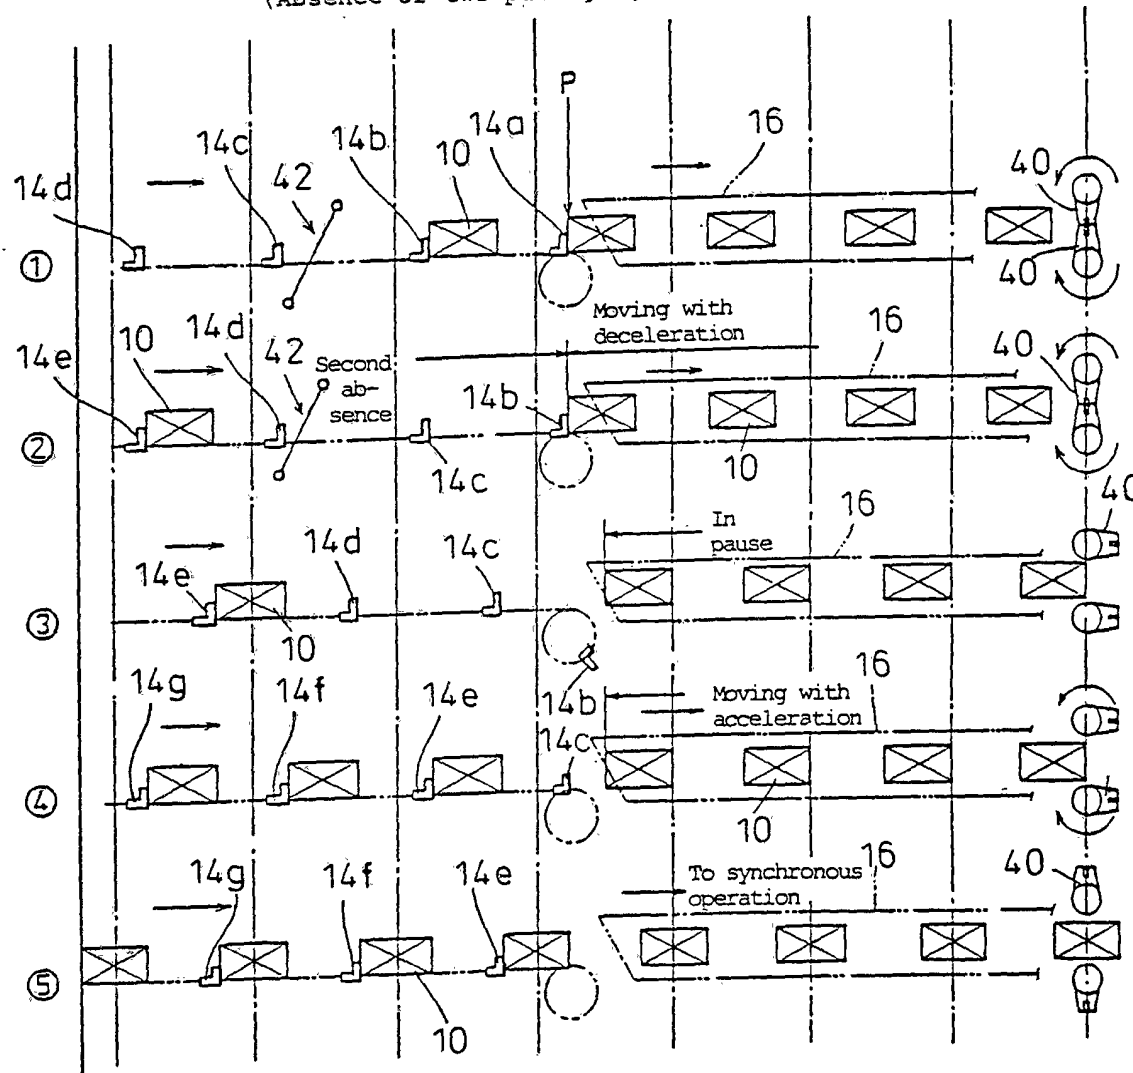 P
14c
14b
14a
10
16
40
42
14d
①
40
Moving with
deceleration
10
14d
42
Second
ab-
sence
16
40
14e
14b
②
14c
10
In
pause
16
40
14d
14c
14e
③
10
14b
14g
14f
14e
Moving with
acceleration
16
14c
④
10
14g
14f
14e
To synchronous
operation
16
40
⑤
10